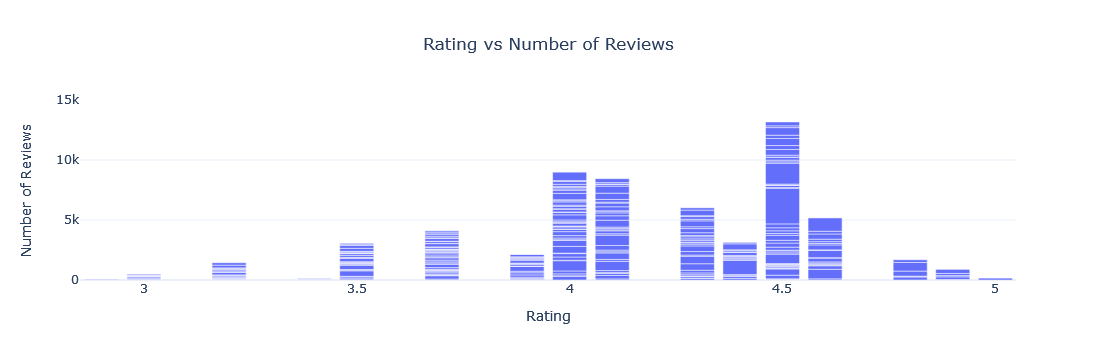 Rating vs Number of Reviews
15k
10k
5k
0
Number of Reviews
3
3.5
4
4.5
5
Rating